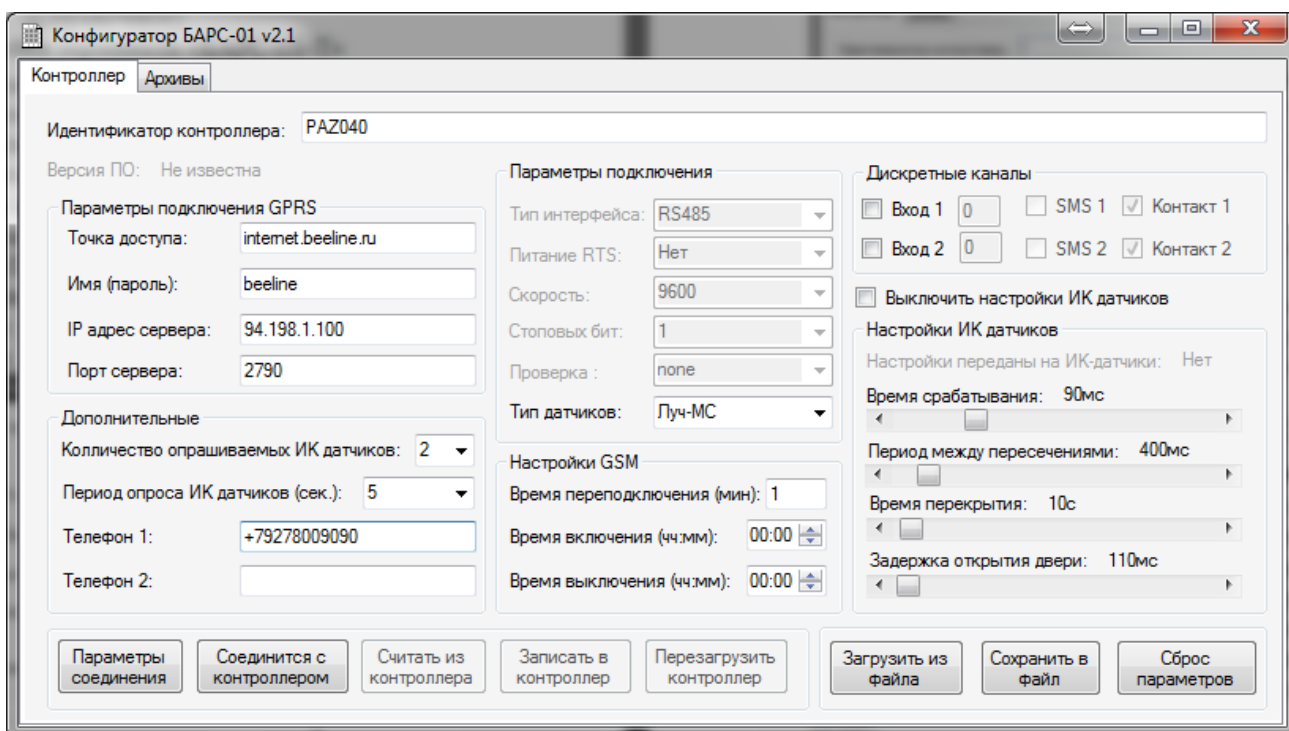 Конфигуратор БАРС-01 v2.1
Контроллер Архивы
Идентификатор контроллера: PAZ040
Версия ПО: Не известна
Параметры подключения GPRS
Точка доступа: internet.beeline.ru
Имя (пароль): beeline
IP адрес сервера: 94.198.1.100
Порт сервера: 2790
Дополнительные
Колличество опрашиваемых ИК датчиков: 2
Период опроса ИК датчиков (сек.): 5
Телефон 1: +79278009090
Телефон 2:
Параметры подключения
Тип интерфейса: RS485
Питание RTS: Нет
Скорость: 9600
Стоповых бит: 1
Проверка : none
Тип датчиков: Луч-МС
Настройки GSM
Время переподключения (мин): 1
Время включения (чч:мм): 00:00
Время выключения (чч:мм): 00:00
Дискретные каналы
Вход 1 0 SMS 1 Контакт 1
Вход 2 0 SMS 2 Контакт 2
Выключить настройки ИК датчиков
Настройки ИК датчиков
Настройки переданы на ИК-датчики: Нет
Время срабатывания: 90мс
Период между пересечениями: 400мс
Время перекрытия: 10с
Задержка открытия двери: 110мс
Параметры соединения
Соединится с контроллером
Считать из контроллера
Записать в контроллер
Перезагрузить контроллер
Загрузить из файла
Сохранить в файл
Сброс параметров